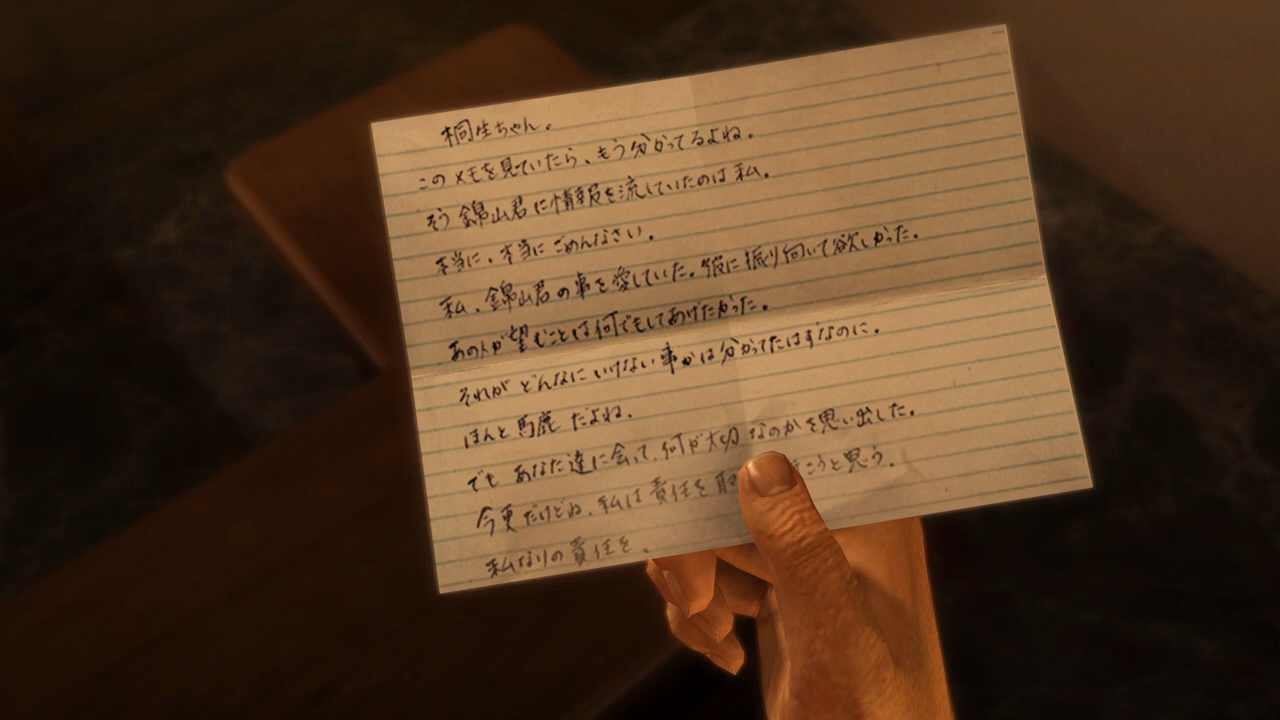 桐生ちゃん。
このメモを見ていたら、もう分かってるよね。
そう 錦山君に情報を流していたのは私。
本当に、本当にごめんなさい。
私、錦山君の事を愛していた。彼に振り向いて欲しかった。
あの人が望むことは何でもしてあげたかった。
それがどんなにいけない事かは分かってたはずなのに。
ほんと馬鹿だよね。
でも あなた達に会って、何が大切なのかを思い出した。
今更だけどね、私は責任を取 こうと思う。
私なりの責任を。